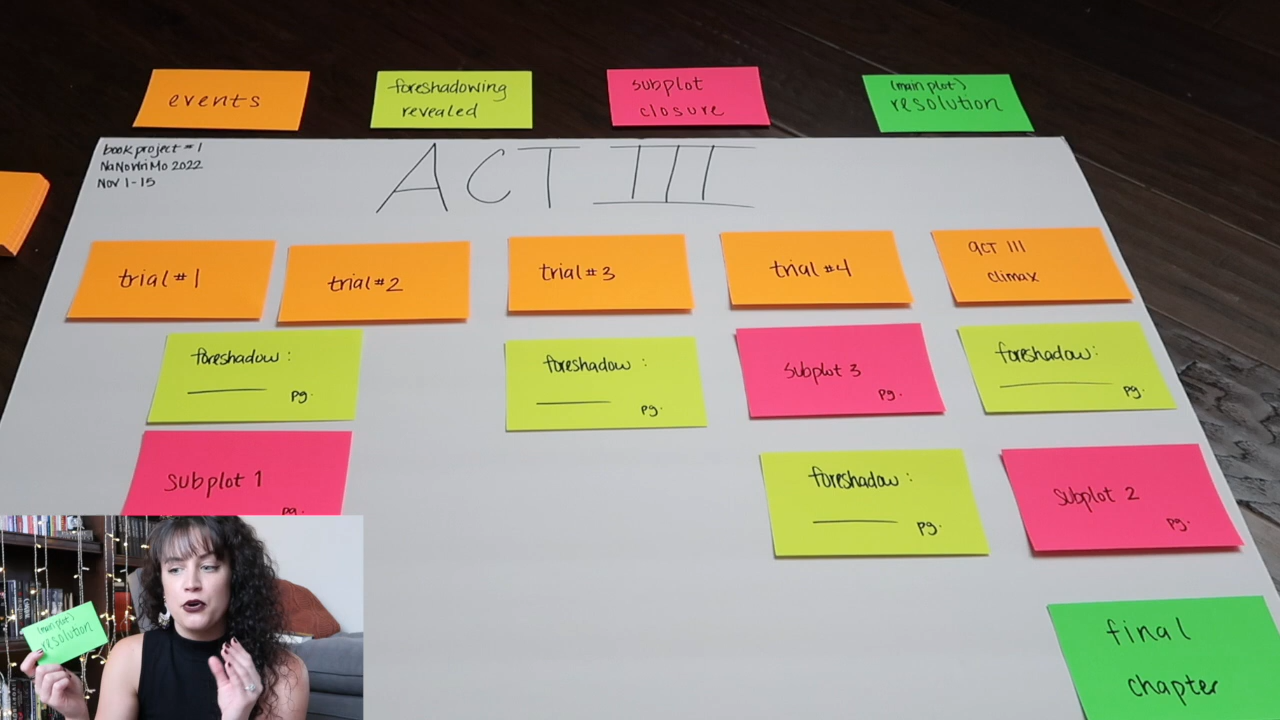 events
foreshadowing
revealed
subplot
closure
(main plot)
resolution
book project #1
NaNoWriMo 2022
Nov 1-15
ACT III
trial #1
trial #2
trial #3
trial #4
act III
climax
foreshadow:
pg.
foreshadow:
pg.
subplot 3
pg.
foreshadow:
pg.
subplot 1
pg.
foreshadow:
pg.
subplot 2
pg.
final
chapter
(main plot)
resolution